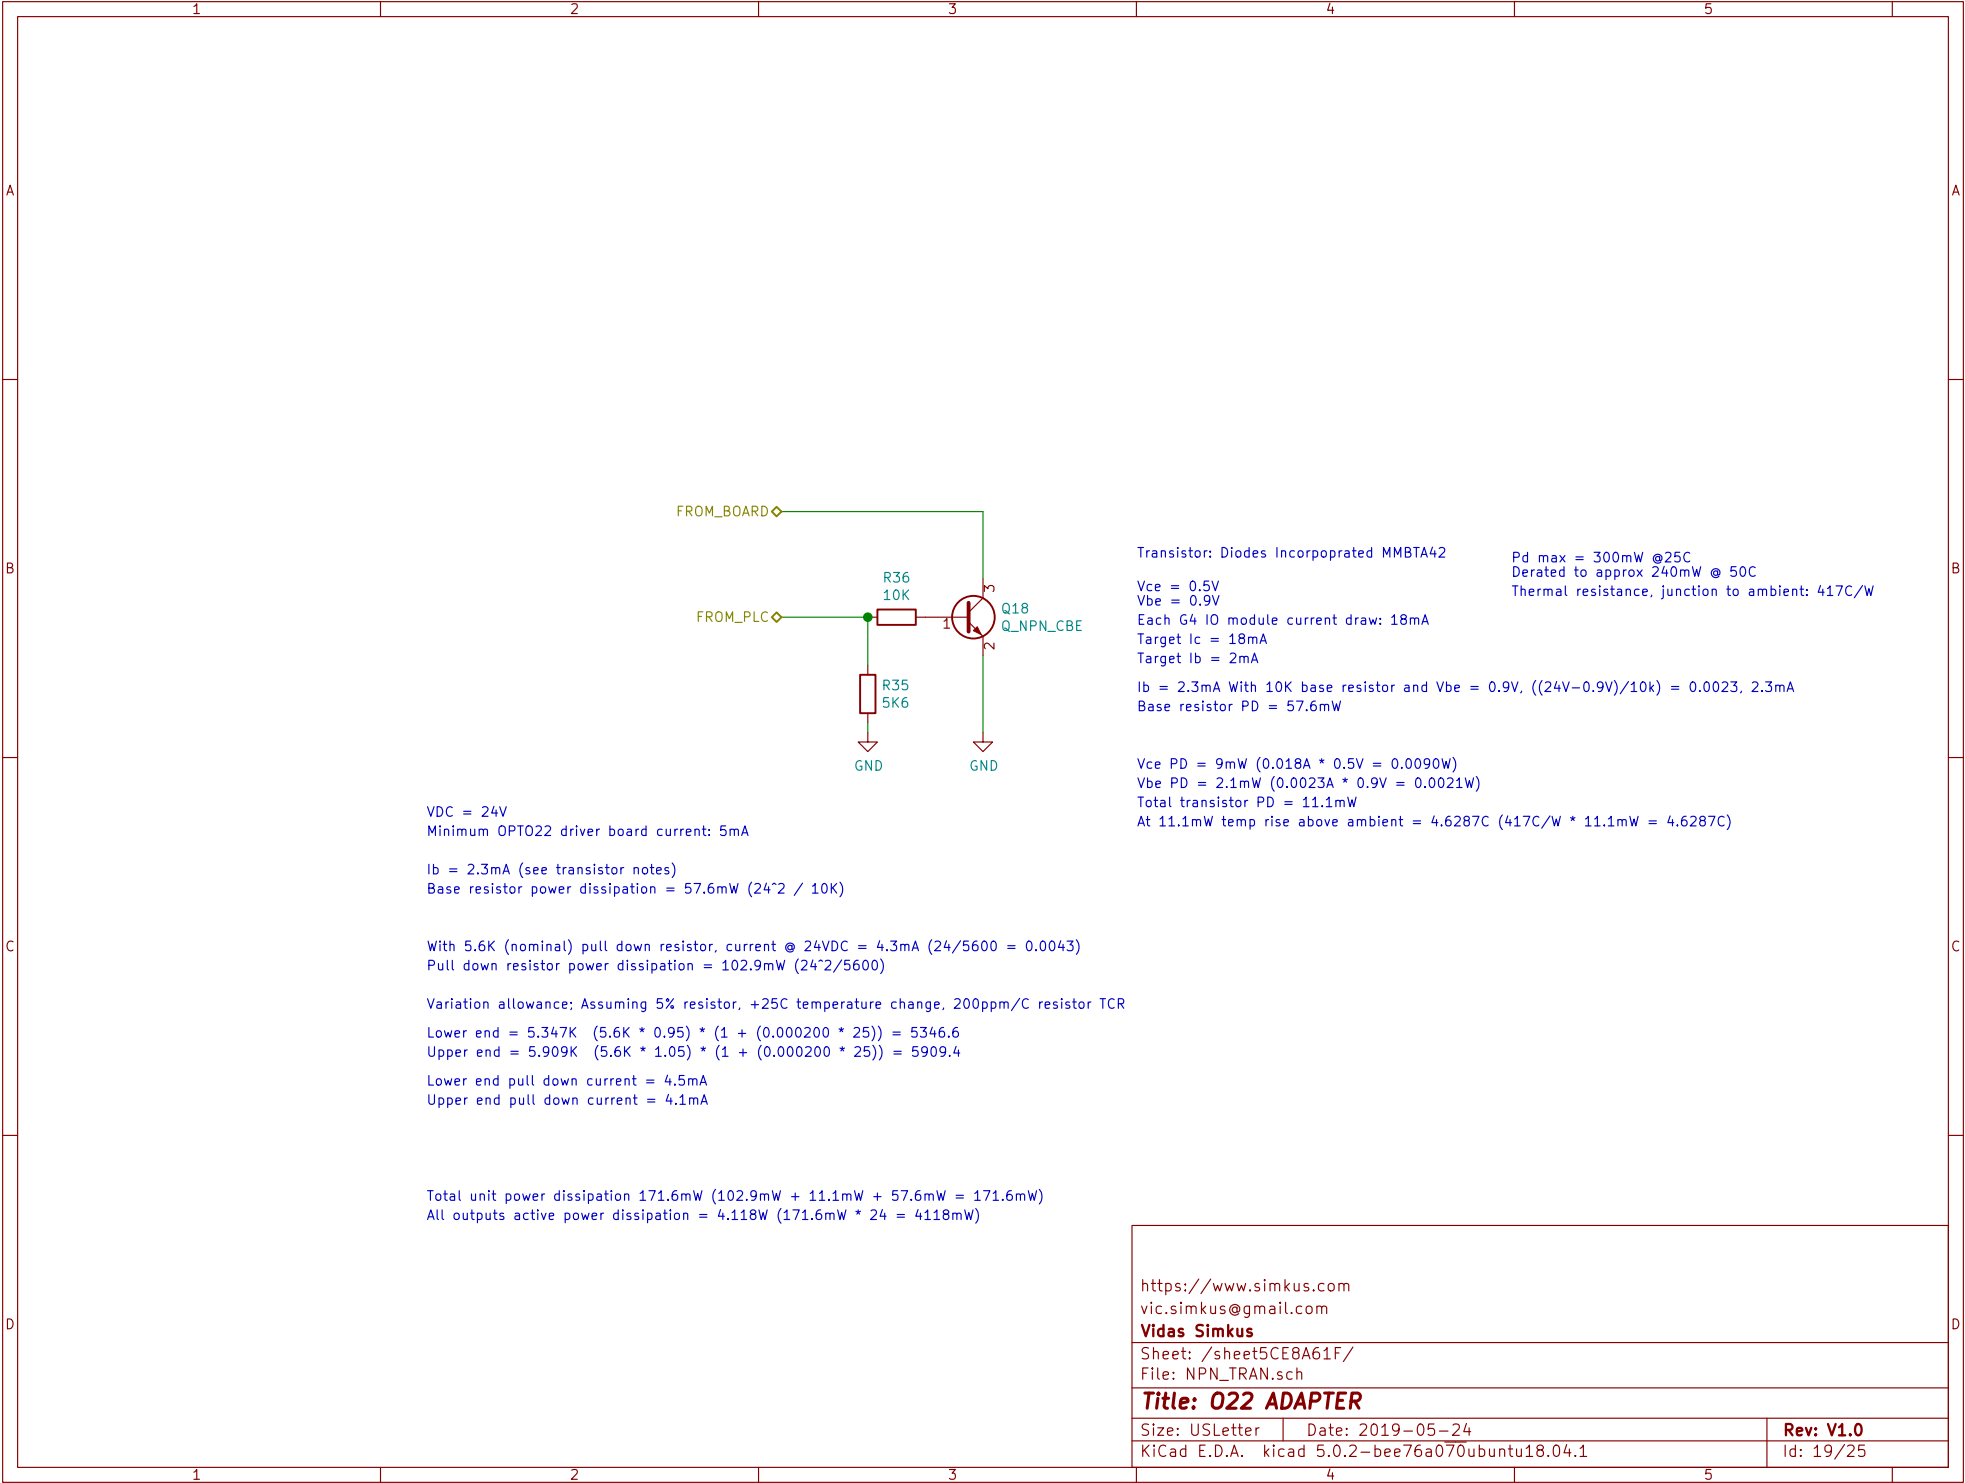 1 2 3 4 5
A A
FROM_BOARD
Transistor: Diodes Incorpoprated MMBTA42
Pd max = 300mW @25C
B B
Derated to approx 240mW @ 50C
R36
10K
3
Vce = 0.5V
Thermal resistance, junction to ambient: 417C/W
Vbe = 0.9V
FROM_PLC
1
Q18
Q_NPN_CBE
2
Each G4 IO module current draw: 18mA
Target Ic = 18mA
Target Ib = 2mA
R35
5K6
Ib = 2.3mA With 10K base resistor and Vbe = 0.9V, ((24V-0.9V)/10k) = 0.0023, 2.3mA
Base resistor PD = 57.6mW
GND GND
Vce PD = 9mW (0.018A * 0.5V = 0.0090W)
Vbe PD = 2.1mW (0.0023A * 0.9V = 0.0021W)
Total transistor PD = 11.1mW
At 11.1mW temp rise above ambient = 4.6287C (417C/W * 11.1mW = 4.6287C)
VDC = 24V
Minimum OPTO22 driver board current: 5mA
Ib = 2.3mA (see transistor notes)
Base resistor power dissipation = 57.6mW (24^2 / 10K)
C C
With 5.6K (nominal) pull down resistor, current @ 24VDC = 4.3mA (24/5600 = 0.0043)
Pull down resistor power dissipation = 102.9mW (24^2/5600)
Variation allowance; Assuming 5% resistor, +25C temperature change, 200ppm/C resistor TCR
Lower end = 5.347K (5.6K * 0.95) * (1 + (0.000200 * 25)) = 5346.6
Upper end = 5.909K (5.6K * 1.05) * (1 + (0.000200 * 25)) = 5909.4
Lower end pull down current = 4.5mA
Upper end pull down current = 4.1mA
Total unit power dissipation 171.6mW (102.9mW + 11.1mW + 57.6mW = 171.6mW)
All outputs active power dissipation = 4.118W (171.6mW * 24 = 4118mW)
https://www.simkus.com
vic.simkus@gmail.com
D D
Vidas Simkus
Sheet: /sheet5CE8A61F/
File: NPN_TRAN.sch
Title: O22 ADAPTER
Size: USLetter Date: 2019-05-24 Rev: V1.0
KiCad E.D.A. kicad 5.0.2-bee76a070ubuntu18.04.1 Id: 19/25
1 2 3 4 5